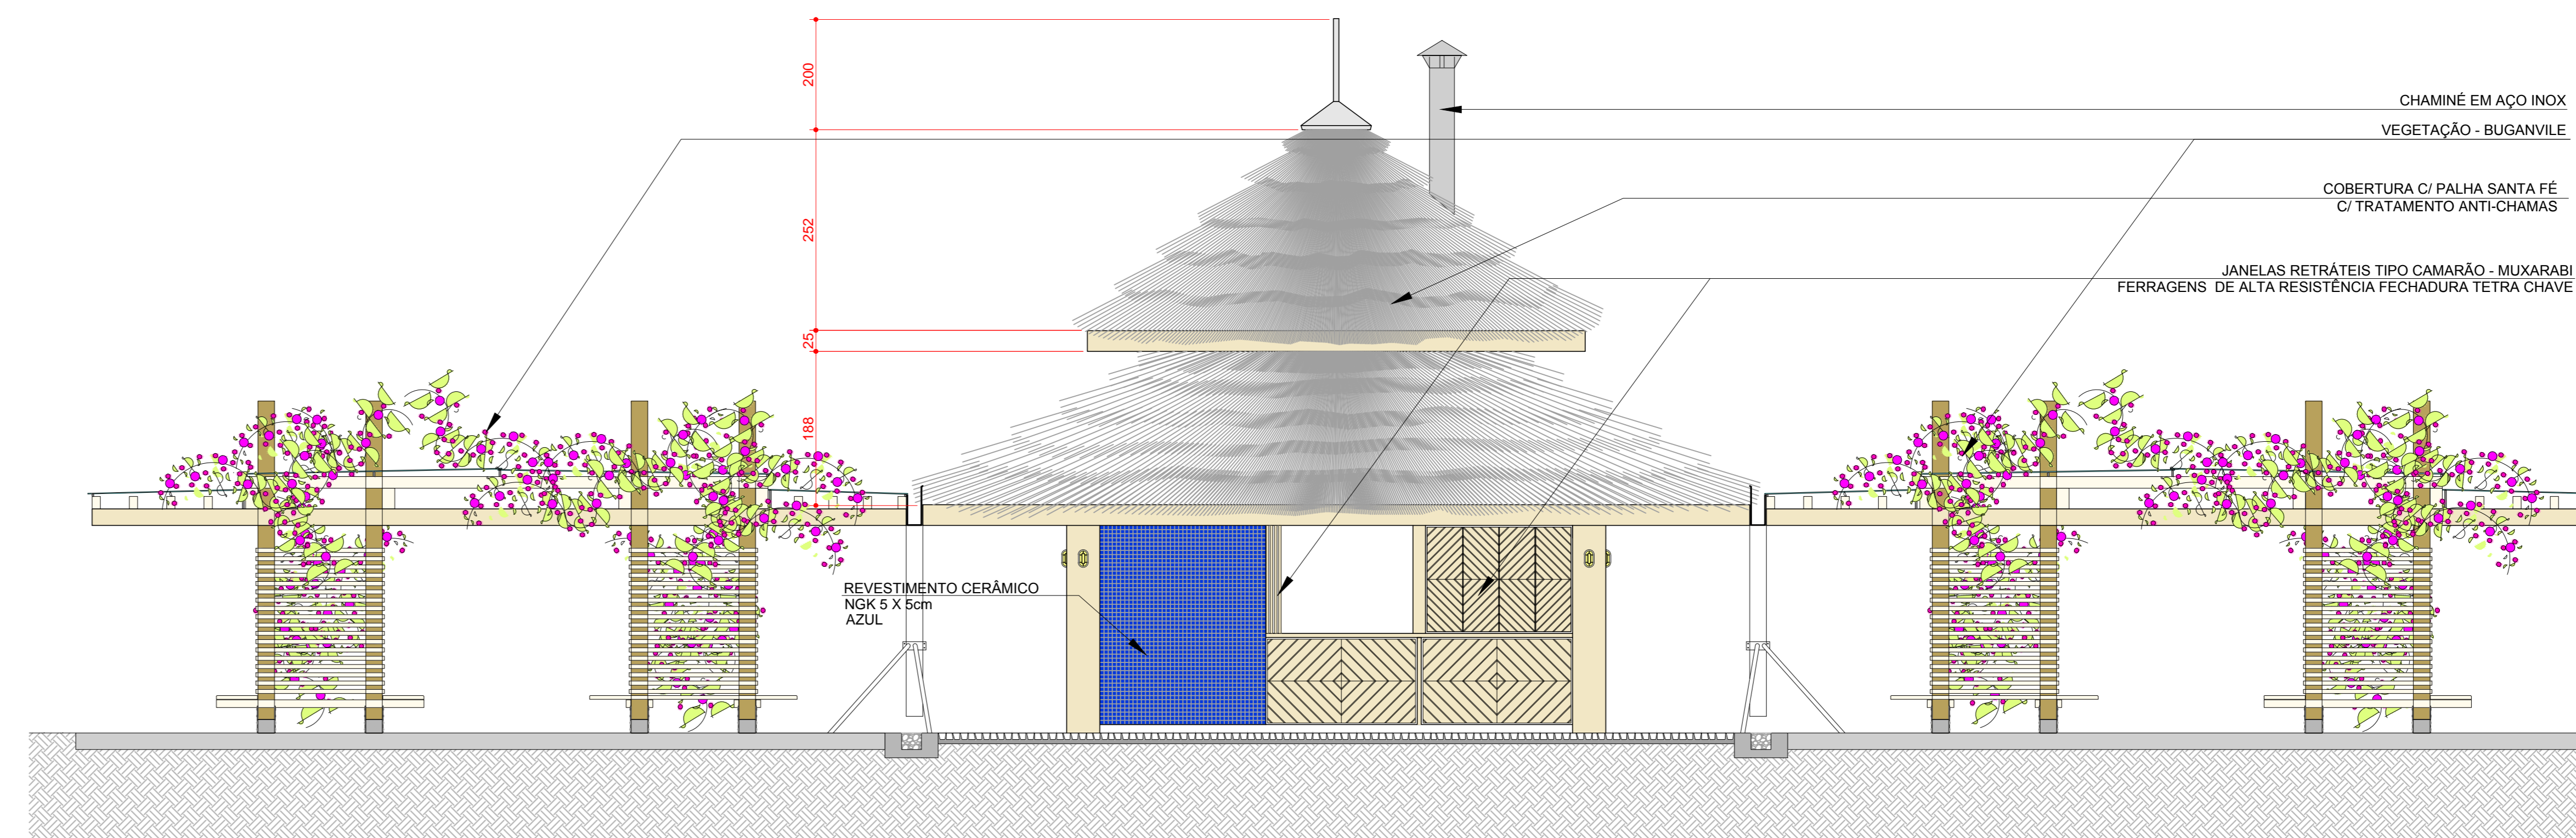 200
CHAMINÉ EM AÇO INOX
VEGETAÇÃO - BUGANVILE
COBERTURA C/ PALHA SANTA FÉ
C/ TRATAMENTO ANTI-CHAMAS
252
JANELAS RETRÁTEIS TIPO CAMARÃO - MUXARABI
FERRAGENS DE ALTA RESISTÊNCIA FECHADURA TETRA CHAVE
25
188
REVESTIMENTO CERÂMICO
NGK 5 X 5cm
AZUL